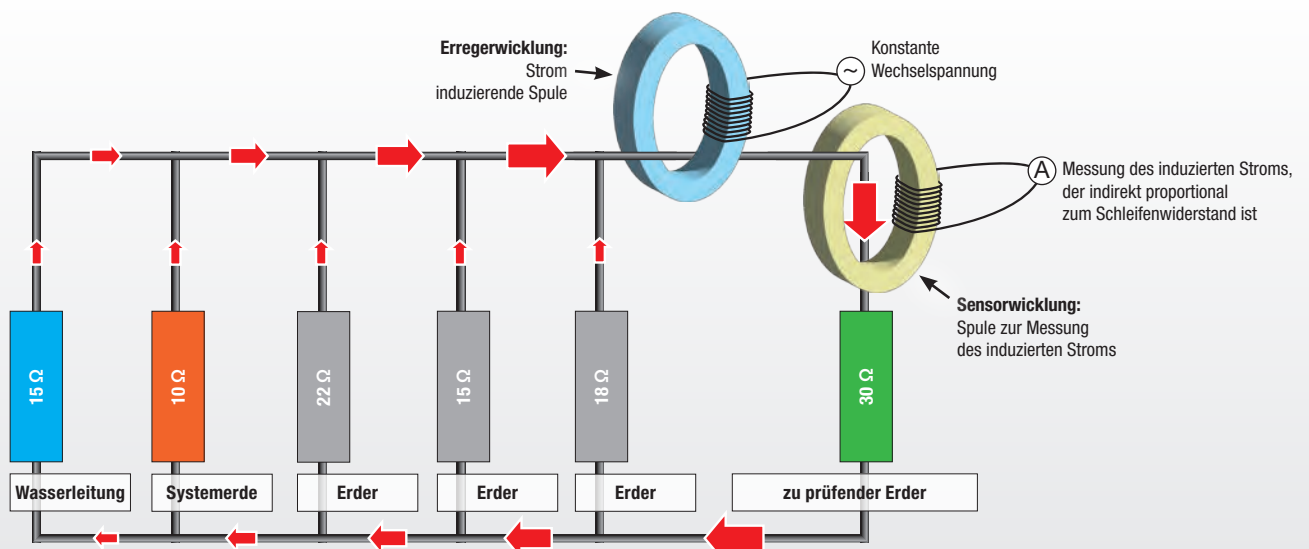 Erregerwicklung:
Strom
induzierende Spule
~
Konstante
Wechselspannung
A
Messung des induzierten Stroms,
der indirekt proportional
zum Schleifenwiderstand ist
Sensorwicklung:
Spule zur Messung
des induzierten Stroms
15 Ω
10 Ω
22 Ω
15 Ω
18 Ω
30 Ω
Wasserleitung
Systemerde
Erder
Erder
Erder
zu prüfender Erder